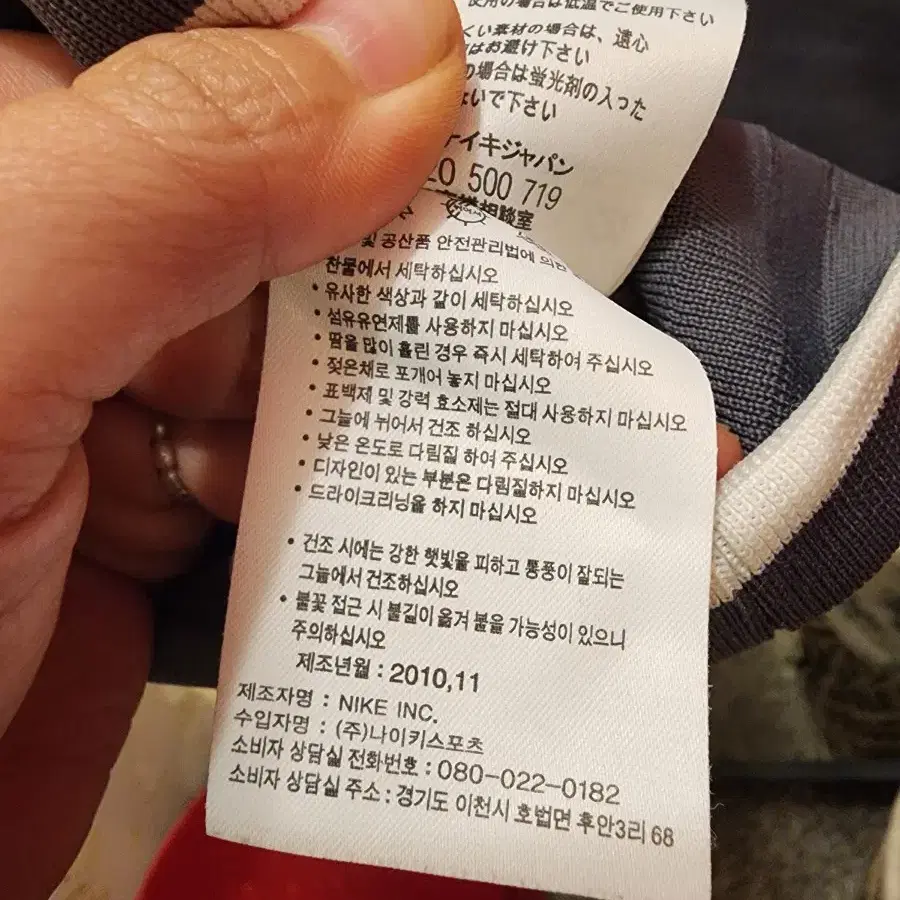 使用の場合は低温でご使用下さい
くい素材の場合は、遠心
はお避け下さい
の場合は蛍光剤の入った
ないで下さい
イキジャパン
20 500 719
相談室
및 공산품 안전관리법에 의한
찬물에서 세탁하십시오
• 유사한 색상과 같이 세탁하십시오
• 섬유유연제를 사용하지 마십시오
• 땀을 많이 흘린 경우 즉시 세탁하여 주십시오
• 젖은채로 포개어 놓지 마십시오
• 표백제 및 강력 효소제는 절대 사용하지 마십시오
• 그늘에 뉘어서 건조 하십시오
• 낮은 온도로 다림질 하여 주십시오
• 디자인이 있는 부분은 다림질하지 마십시오
• 드라이크리닝을 하지 마십시오
• 건조 시에는 강한 햇빛을 피하고 통풍이 잘되는
그늘에서 건조하십시오
• 불꽃 접근 시 불길이 옮겨 붙을 가능성이 있으니
주의하십시오
제조년월 : 2010,11
제조자명 : NIKE INC.
수입자명 : (주)나이키스포츠
소비자 상담실 전화번호 : 080-022-0182
소비자 상담실 주소 : 경기도 이천시 호법면 후안3리 68